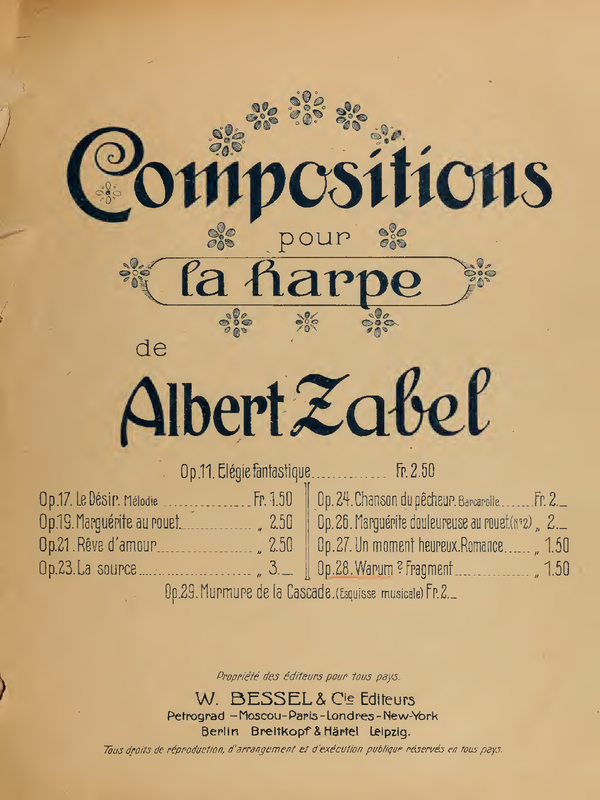 Compositions
pour
la harpe
de
Albert Zabel
Op.11. Elégie fantastique............. Fr. 2.50
Op.17. Le Désir. Mélodie .................. Fr. 1.50
Op.19. Marguérite au rouet................ „ 2.50
Op.21. Rêve d'amour...................... „ 2.50
Op.23. La source......................... „ 3._
Op.24. Chanson du pêcheur. Barcarolle....... Fr. 2._
Op.26. Marguérite douleureuse au rouet.(№2) „ 2._
Op.27. Un moment heureux. Romance...... „ 1.50
Op.28. Warum? Fragment................ „ 1.50
Op.29. Murmure de la Cascade.(Esquisse musicale) Fr. 2._
Propriété des éditeurs pour tous pays.
W. BESSEL & Cie Editeurs
Petrograd – Moscou – Paris – Londres – New-York
Berlin Breitkopf & Härtel Leipzig.
Tous droits de réproduction, d'arrangement et d'exécution publique réservés en tous pays.